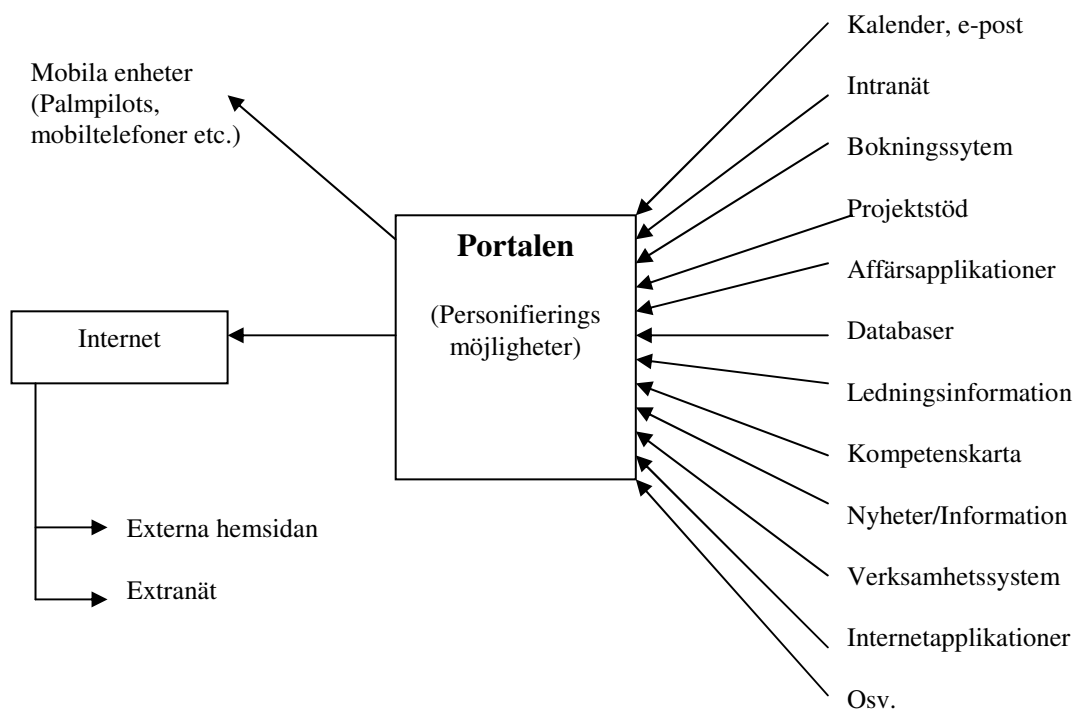 Mobila enheter
(Palmpilots,
mobiltelefoner etc.)
Internet
Externa hemsidan
Extranät
Portalen
(Personifierings
möjligheter)
Kalender, e-post
Intranät
Bokningssytem
Projektstöd
Affärsapplikationer
Databaser
Ledningsinformation
Kompetenskarta
Nyheter/Information
Verksamhetssystem
Internetapplikationer
Osv.